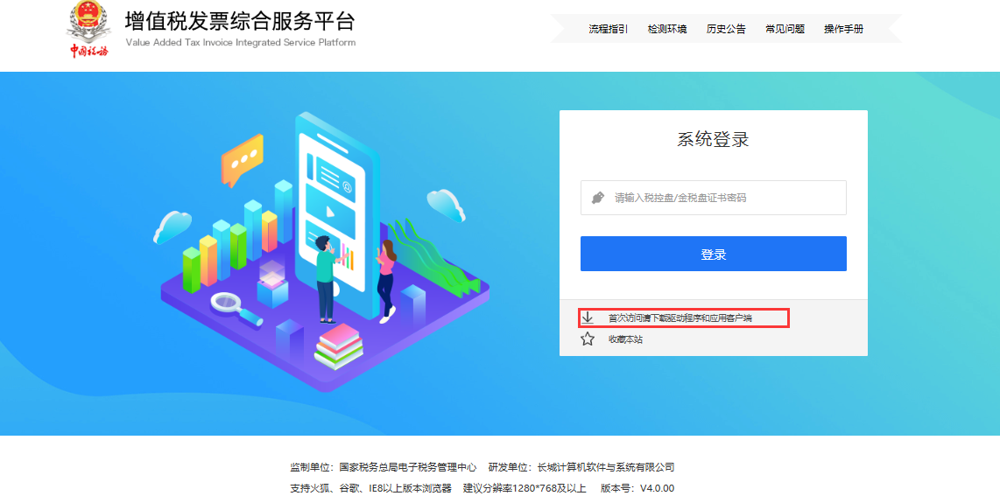 增值税发票综合服务平台
Value Added Tax Invoice Integrated Service Platform
中国税务
流程指引 检测环境 历史公告 常见问题 操作手册
系统登录
请输入税控盘/金税盘证书密码
登录
首次访问请下载驱动程序和应用客户端
收藏本站
监制单位：国家税务总局电子税务管理中心 研发单位：长城计算机软件与系统有限公司
支持火狐、谷歌、IE8以上版本浏览器 建议分辨率1280*768及以上 版本号：V4.0.00